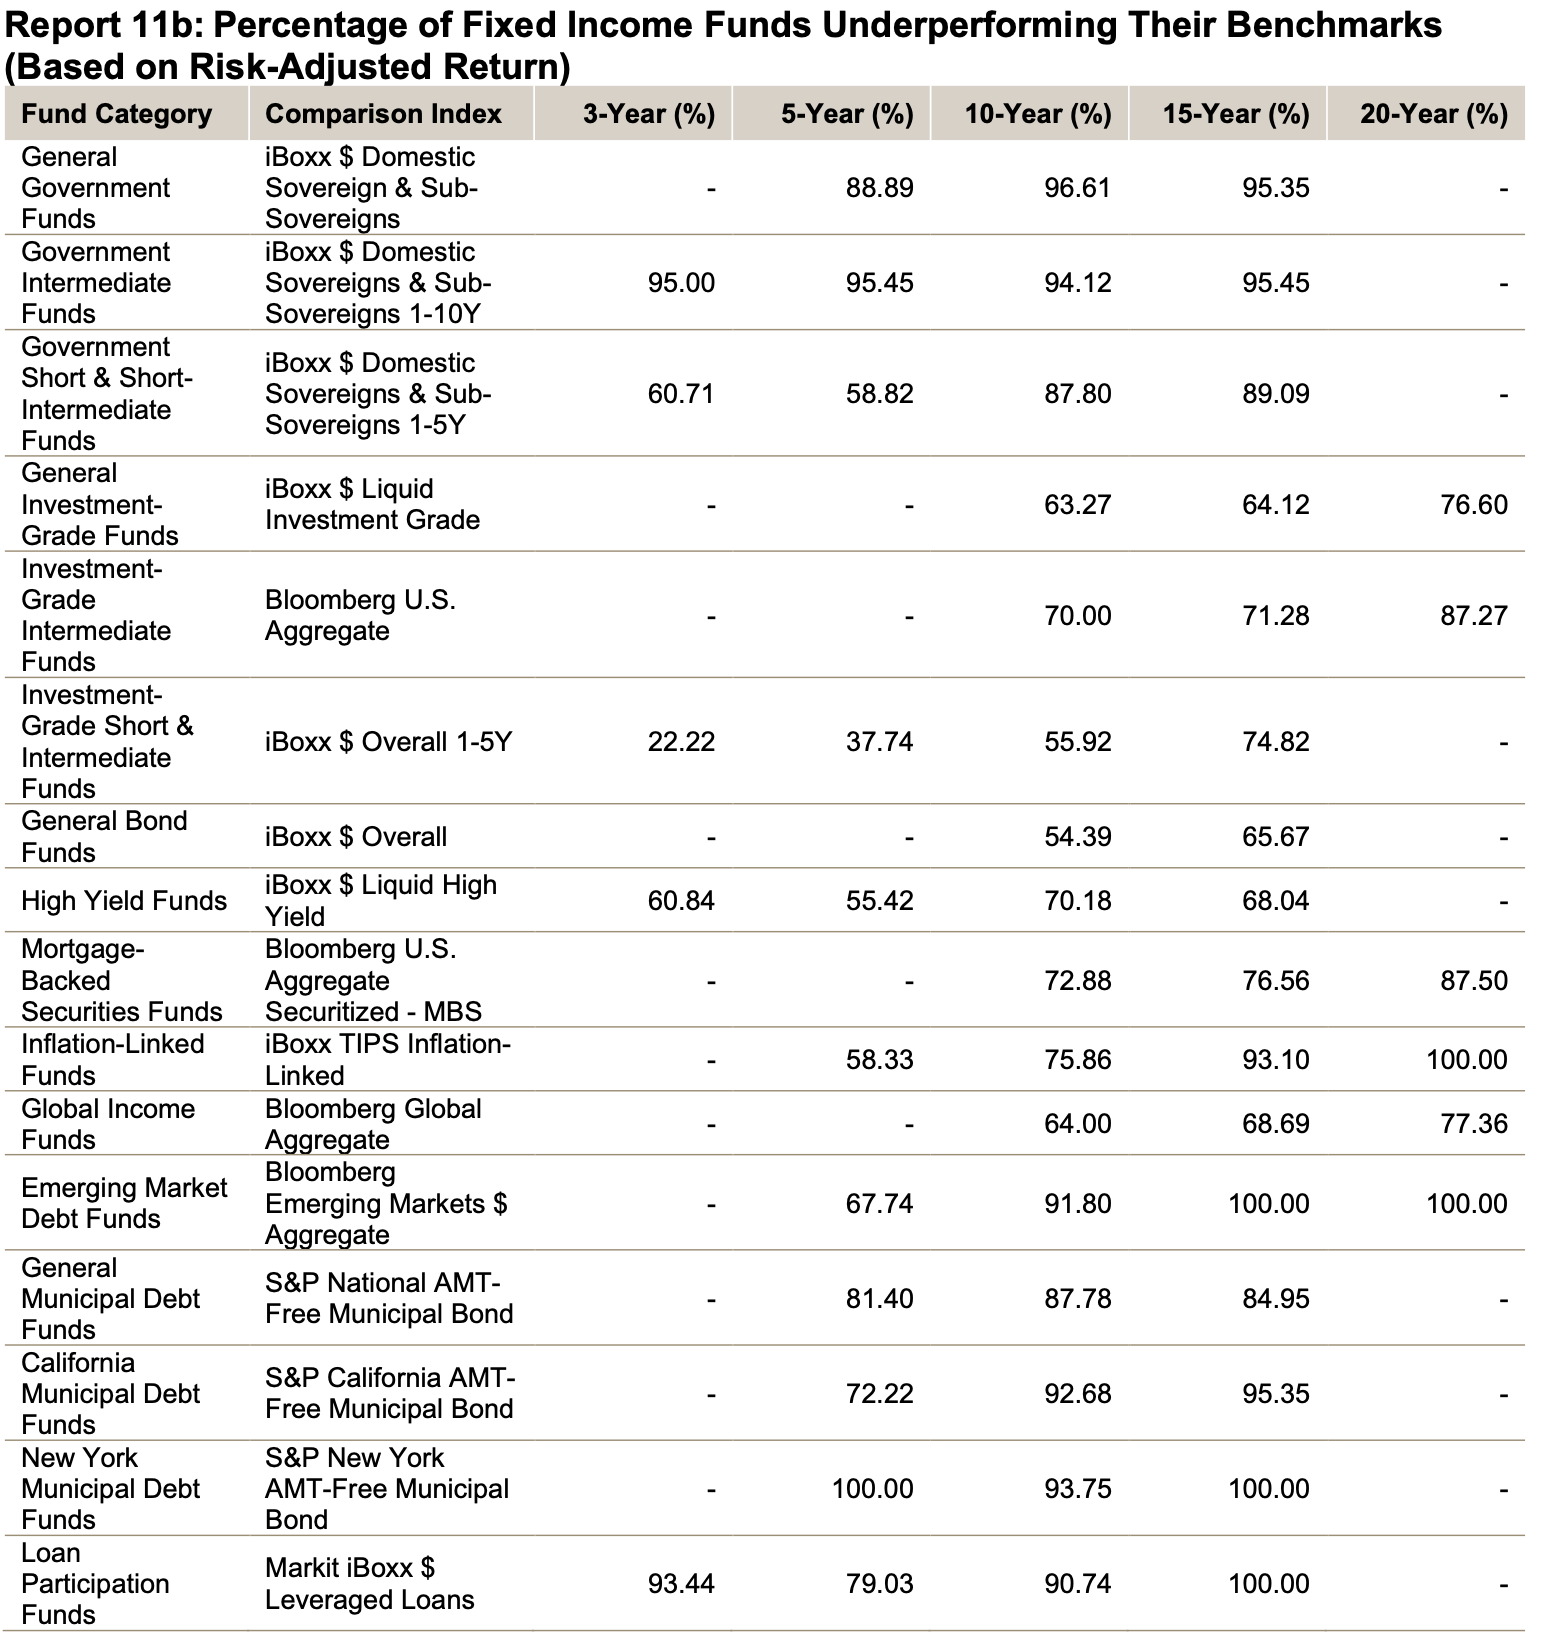 Report 11b: Percentage of Fixed Income Funds Underperforming Their Benchmarks
(Based on Risk-Adjusted Return)
Fund Category Comparison Index 3-Year (%) 5-Year (%) 10-Year (%) 15-Year (%) 20-Year (%)
General
Government
Funds
iBoxx $ Domestic
Sovereign & Sub-
Sovereigns
- 88.89 96.61 95.35 -
Government
Intermediate
Funds
iBoxx $ Domestic
Sovereigns & Sub-
Sovereigns 1-10Y
95.00 95.45 94.12 95.45 -
Government
Short & Short-
Intermediate
Funds
iBoxx $ Domestic
Sovereigns & Sub-
Sovereigns 1-5Y
60.71 58.82 87.80 89.09 -
General
Investment-
Grade Funds
iBoxx $ Liquid
Investment Grade
- - 63.27 64.12 76.60
Investment-
Grade
Intermediate
Funds
Bloomberg U.S.
Aggregate
- - 70.00 71.28 87.27
Investment-
Grade Short &
Intermediate
Funds
iBoxx $ Overall 1-5Y
22.22 37.74 55.92 74.82 -
General Bond
Funds
iBoxx $ Overall
- - 54.39 65.67 -
High Yield Funds
iBoxx $ Liquid High
Yield
60.84 55.42 70.18 68.04 -
Mortgage-
Backed
Securities Funds
Bloomberg U.S.
Aggregate
Securitized - MBS
- - 72.88 76.56 87.50
Inflation-Linked
Funds
iBoxx TIPS Inflation-
Linked
- 58.33 75.86 93.10 100.00
Global Income
Funds
Bloomberg Global
Aggregate
- - 64.00 68.69 77.36
Emerging Market
Debt Funds
Bloomberg
Emerging Markets $
Aggregate
- 67.74 91.80 100.00 100.00
General
Municipal Debt
Funds
S&P National AMT-
Free Municipal Bond
- 81.40 87.78 84.95 -
California
Municipal Debt
Funds
S&P California AMT-
Free Municipal Bond
- 72.22 92.68 95.35 -
New York
Municipal Debt
Funds
S&P New York
AMT-Free Municipal
Bond
- 100.00 93.75 100.00 -
Loan
Participation
Funds
Markit iBoxx $
Leveraged Loans
93.44 79.03 90.74 100.00 -